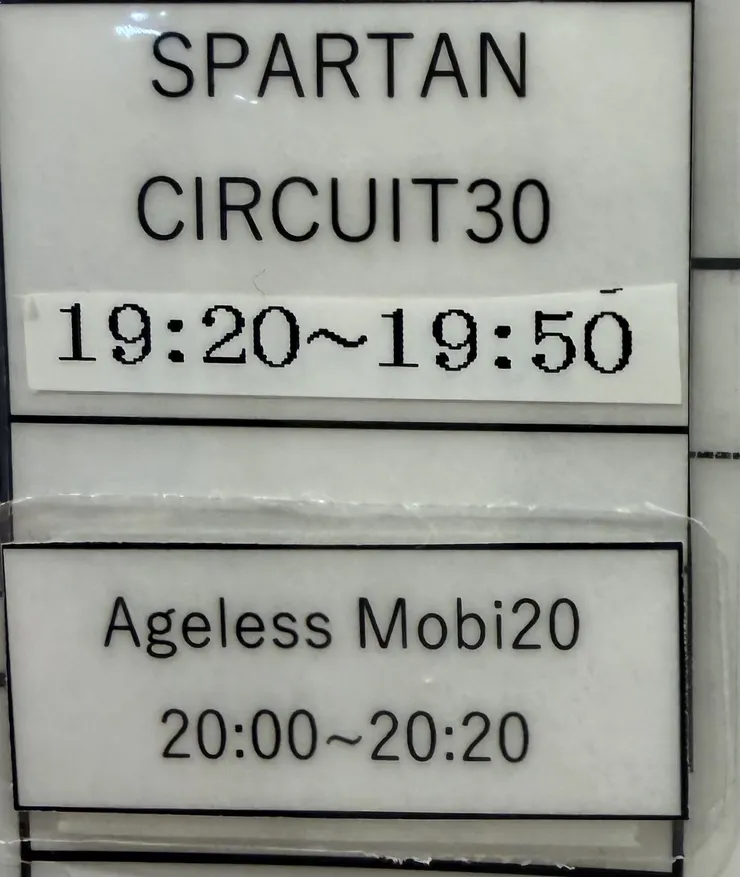 SPARTAN
CIRCUIT30
19:20~19:50
Ageless Mobi20
20:00~20:20